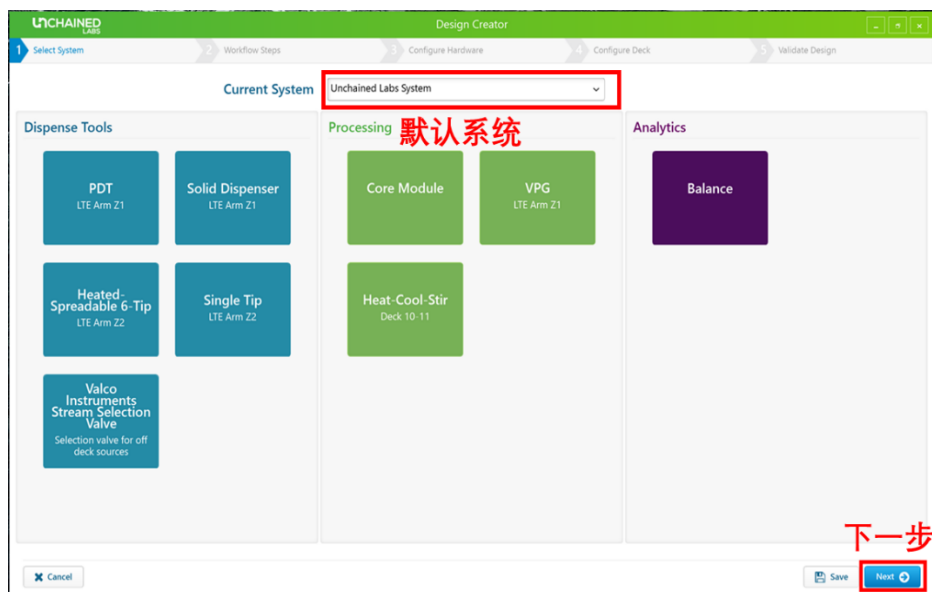 UNCHAINED
LABS
Design Creator
1 Select System
2 Workflow Steps
3 Configure Hardware
4 Configure Deck
5 Validate Design
Current System
Unchained Labs System
Dispense Tools
Processing
默认系统
Analytics
PDT
LTE Arm Z1
Solid Dispenser
LTE Arm Z1
Core Module
VPG
LTE Arm Z1
Balance
Heated-
Spreadable 6-Tip
LTE Arm Z2
Single Tip
LTE Arm Z2
Heat-Cool-Stir
Deck 10-11
Valco
Instruments
Stream Selection
Valve
Selection valve for off
deck sources
下一步
Cancel
Save
Next